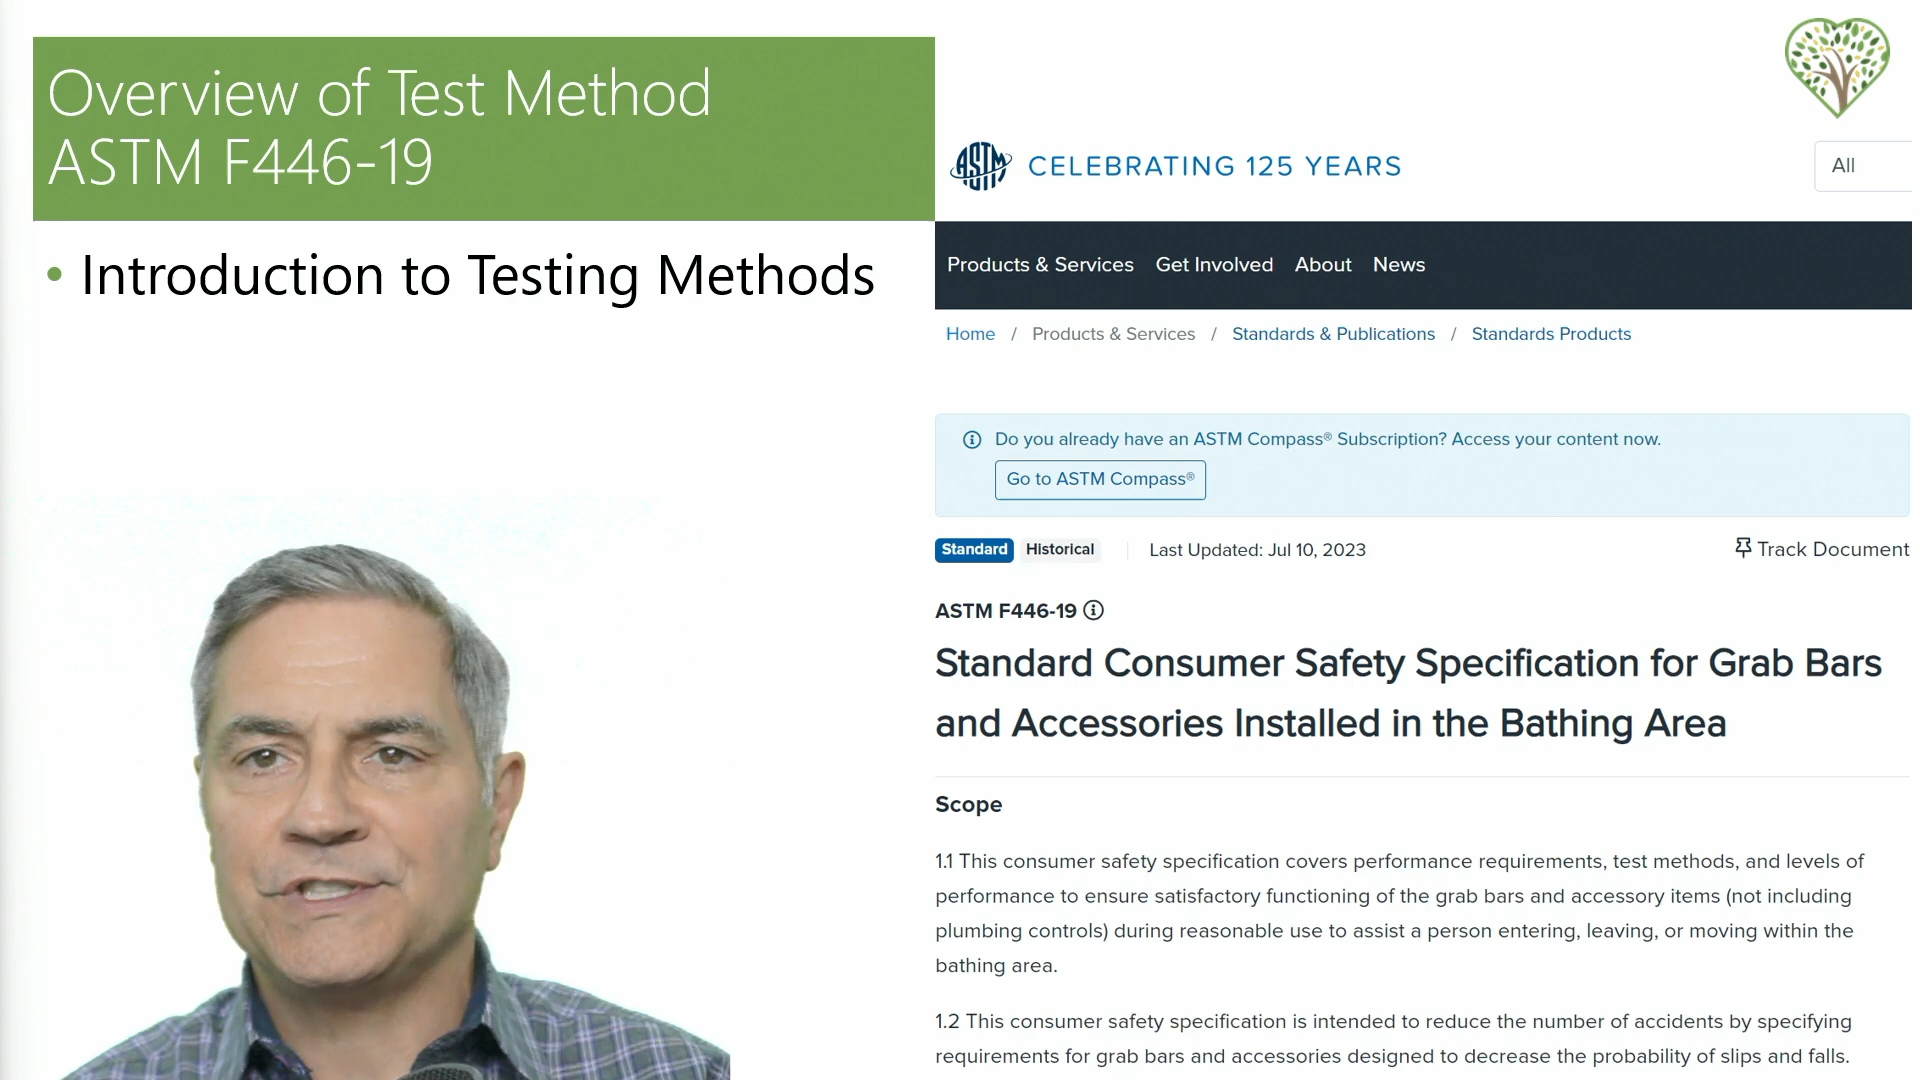 Overview of Test Method
ASTM F446-19
• Introduction to Testing Methods
ASTM CELEBRATING 125 YEARS
All
Products & Services Get Involved About News
Home / Products & Services / Standards & Publications / Standards Products
Do you already have an ASTM Compass® Subscription? Access your content now.
Go to ASTM Compass®
Standard Historical Last Updated: Jul 10, 2023 Track Document
ASTM F446-19
Standard Consumer Safety Specification for Grab Bars
and Accessories Installed in the Bathing Area
Scope
1.1 This consumer safety specification covers performance requirements, test methods, and levels of
performance to ensure satisfactory functioning of the grab bars and accessory items (not including
plumbing controls) during reasonable use to assist a person entering, leaving, or moving within the
bathing area.
1.2 This consumer safety specification is intended to reduce the number of accidents by specifying
requirements for grab bars and accessories designed to decrease the probability of slips and falls.